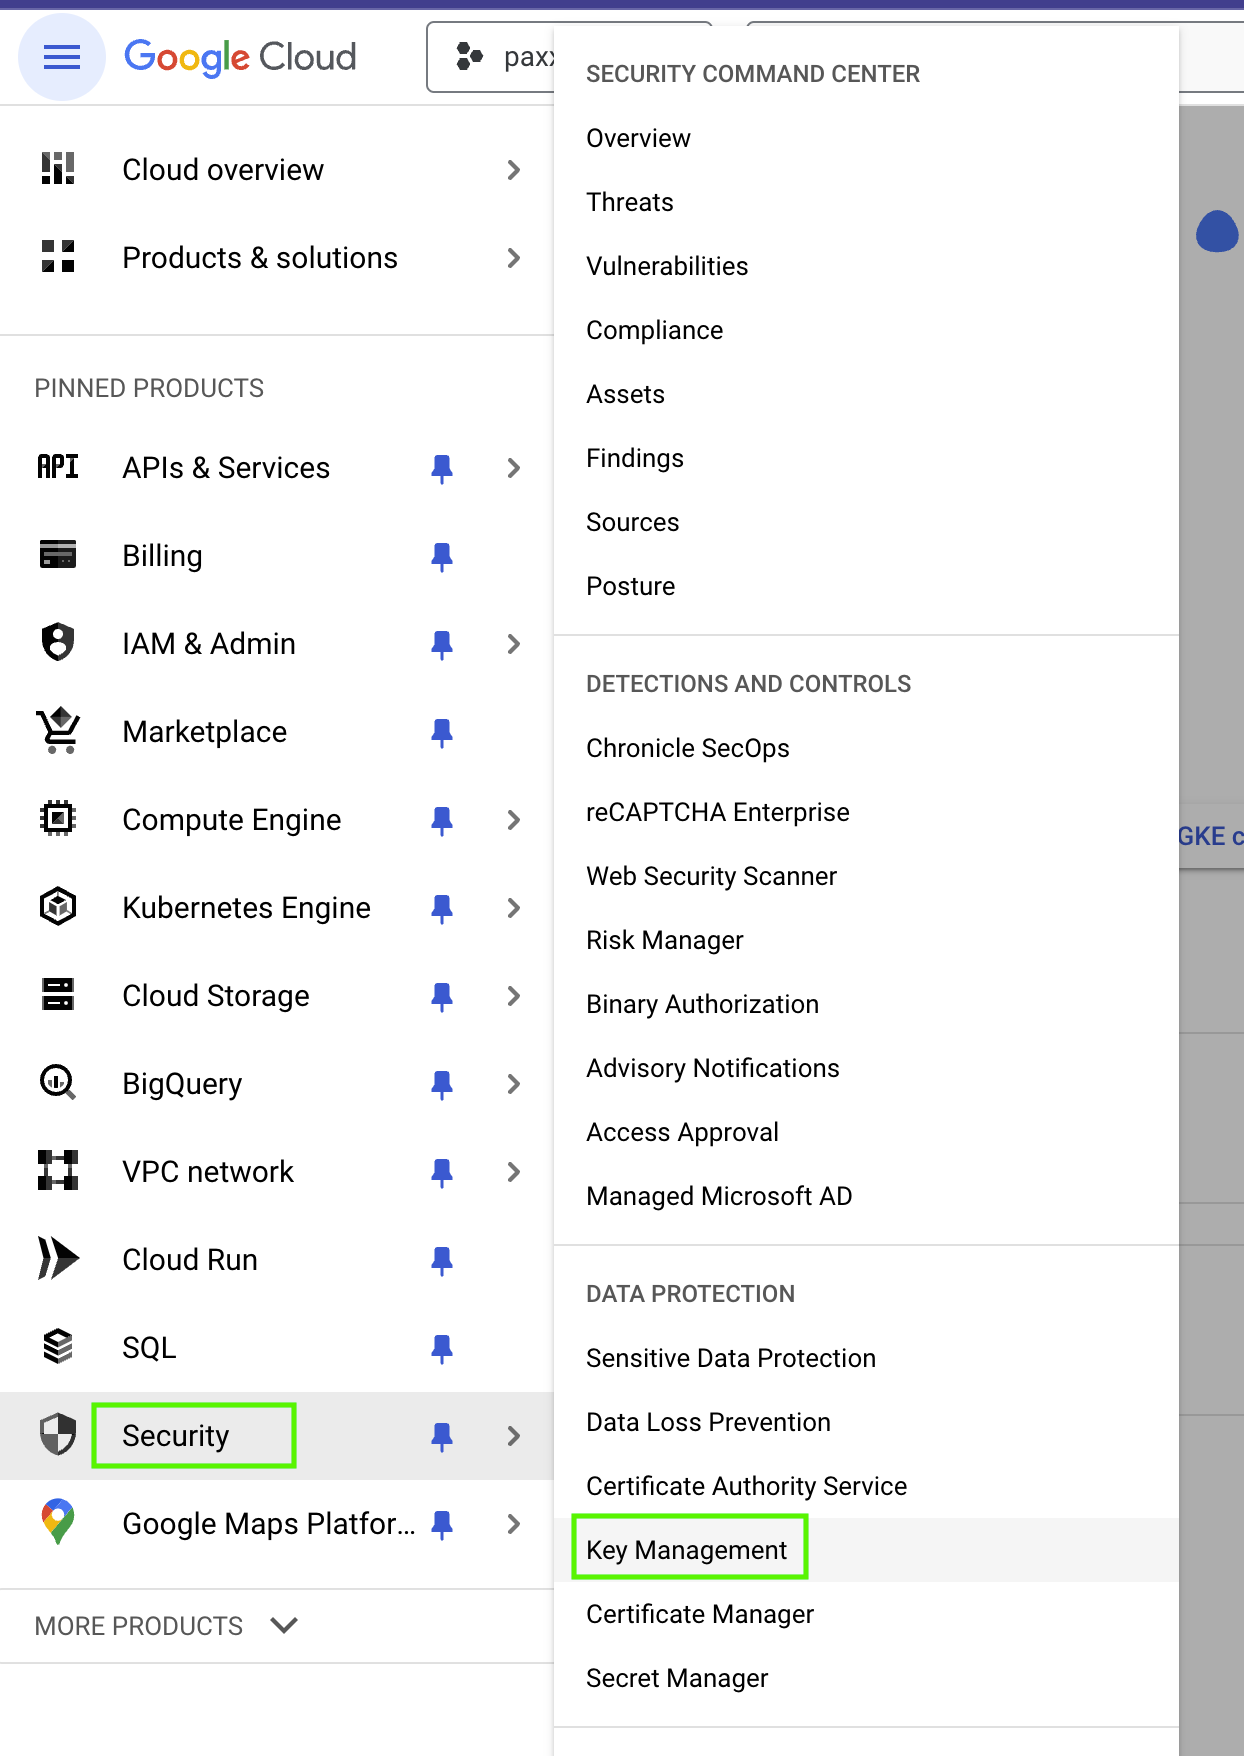 Google Cloud
pax
Cloud overview
Products & solutions
PINNED PRODUCTS
API APIs & Services
Billing
IAM & Admin
Marketplace
Compute Engine
Kubernetes Engine
Cloud Storage
BigQuery
VPC network
Cloud Run
SQL
Security
Google Maps Platfor...
MORE PRODUCTS
SECURITY COMMAND CENTER
Overview
Threats
Vulnerabilities
Compliance
Assets
Findings
Sources
Posture
DETECTIONS AND CONTROLS
Chronicle SecOps
reCAPTCHA Enterprise
Web Security Scanner
Risk Manager
Binary Authorization
Advisory Notifications
Access Approval
Managed Microsoft AD
DATA PROTECTION
Sensitive Data Protection
Data Loss Prevention
Certificate Authority Service
Key Management
Certificate Manager
Secret Manager
GKE c